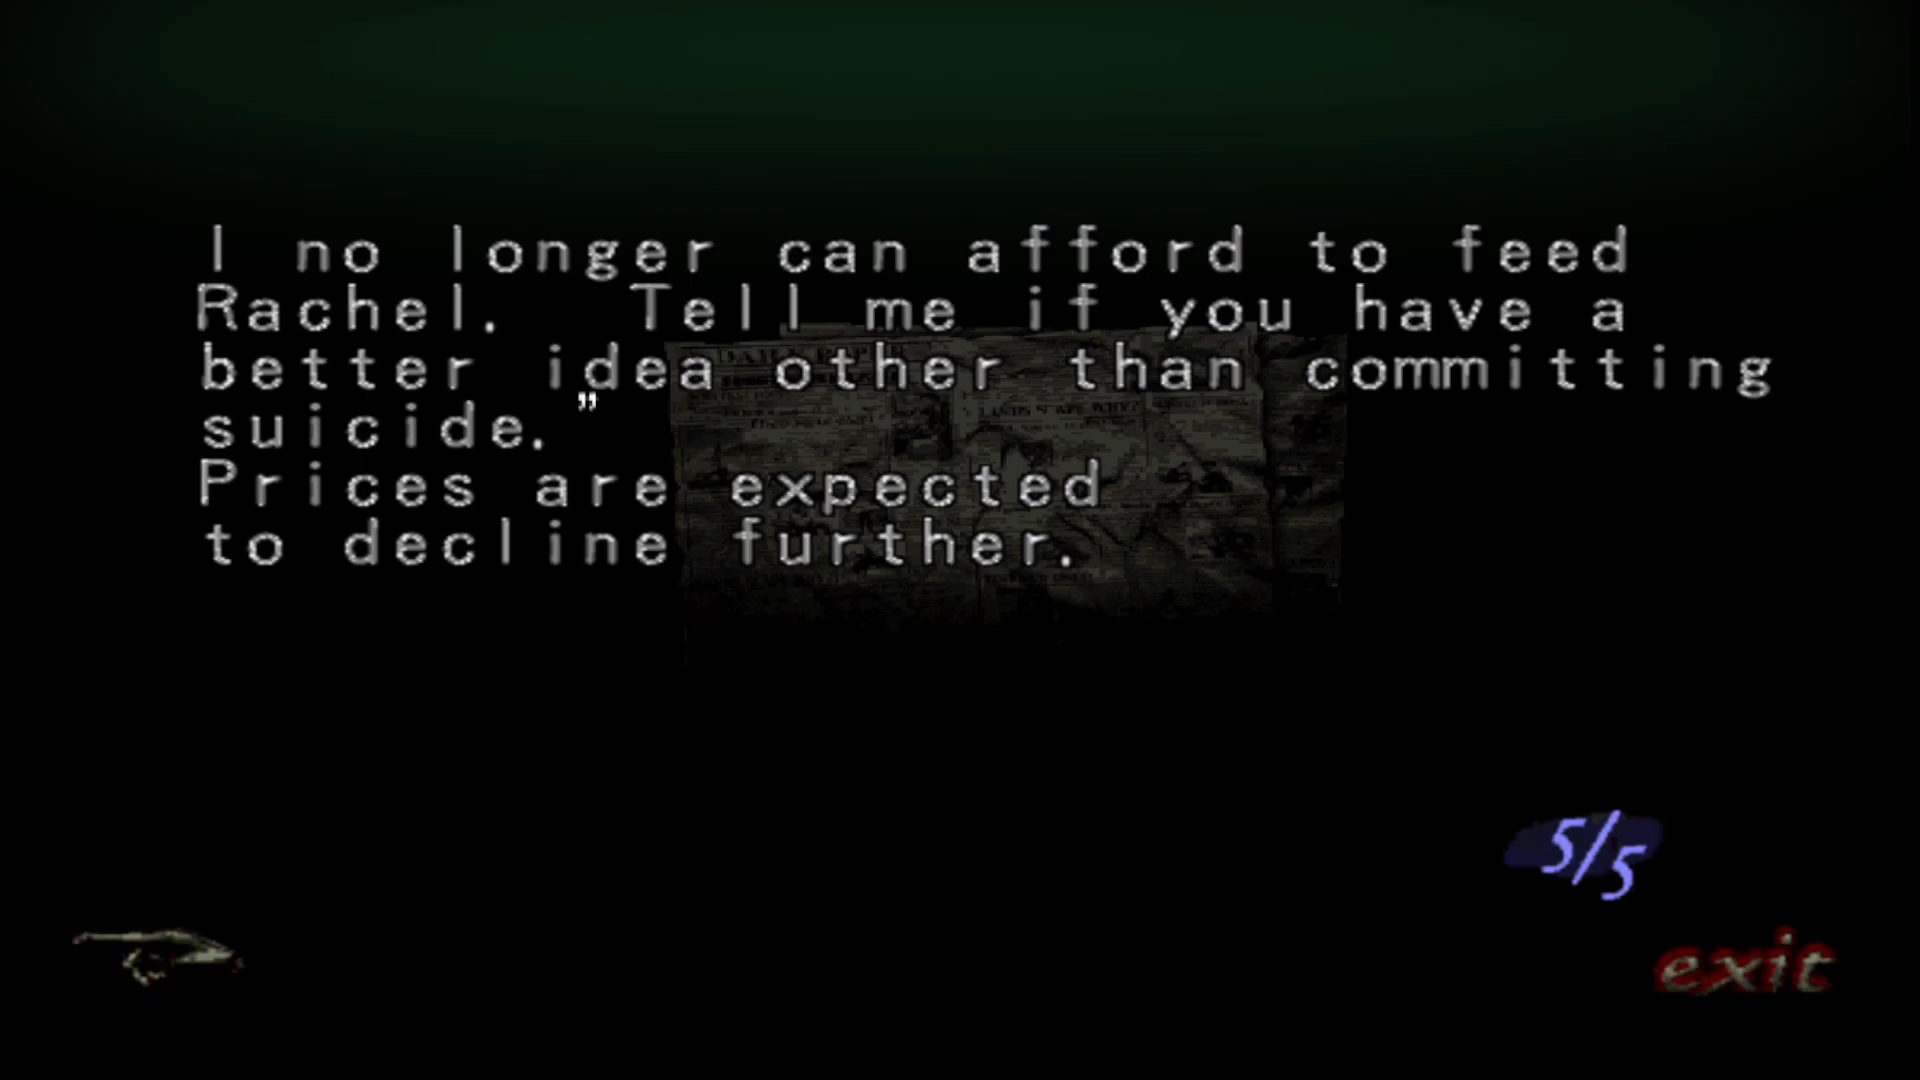 I no longer can afford to feed
Rachel. Tell me if you have a
better idea other than committing
suicide."
Prices are expected
to decline further.
5/5
exit